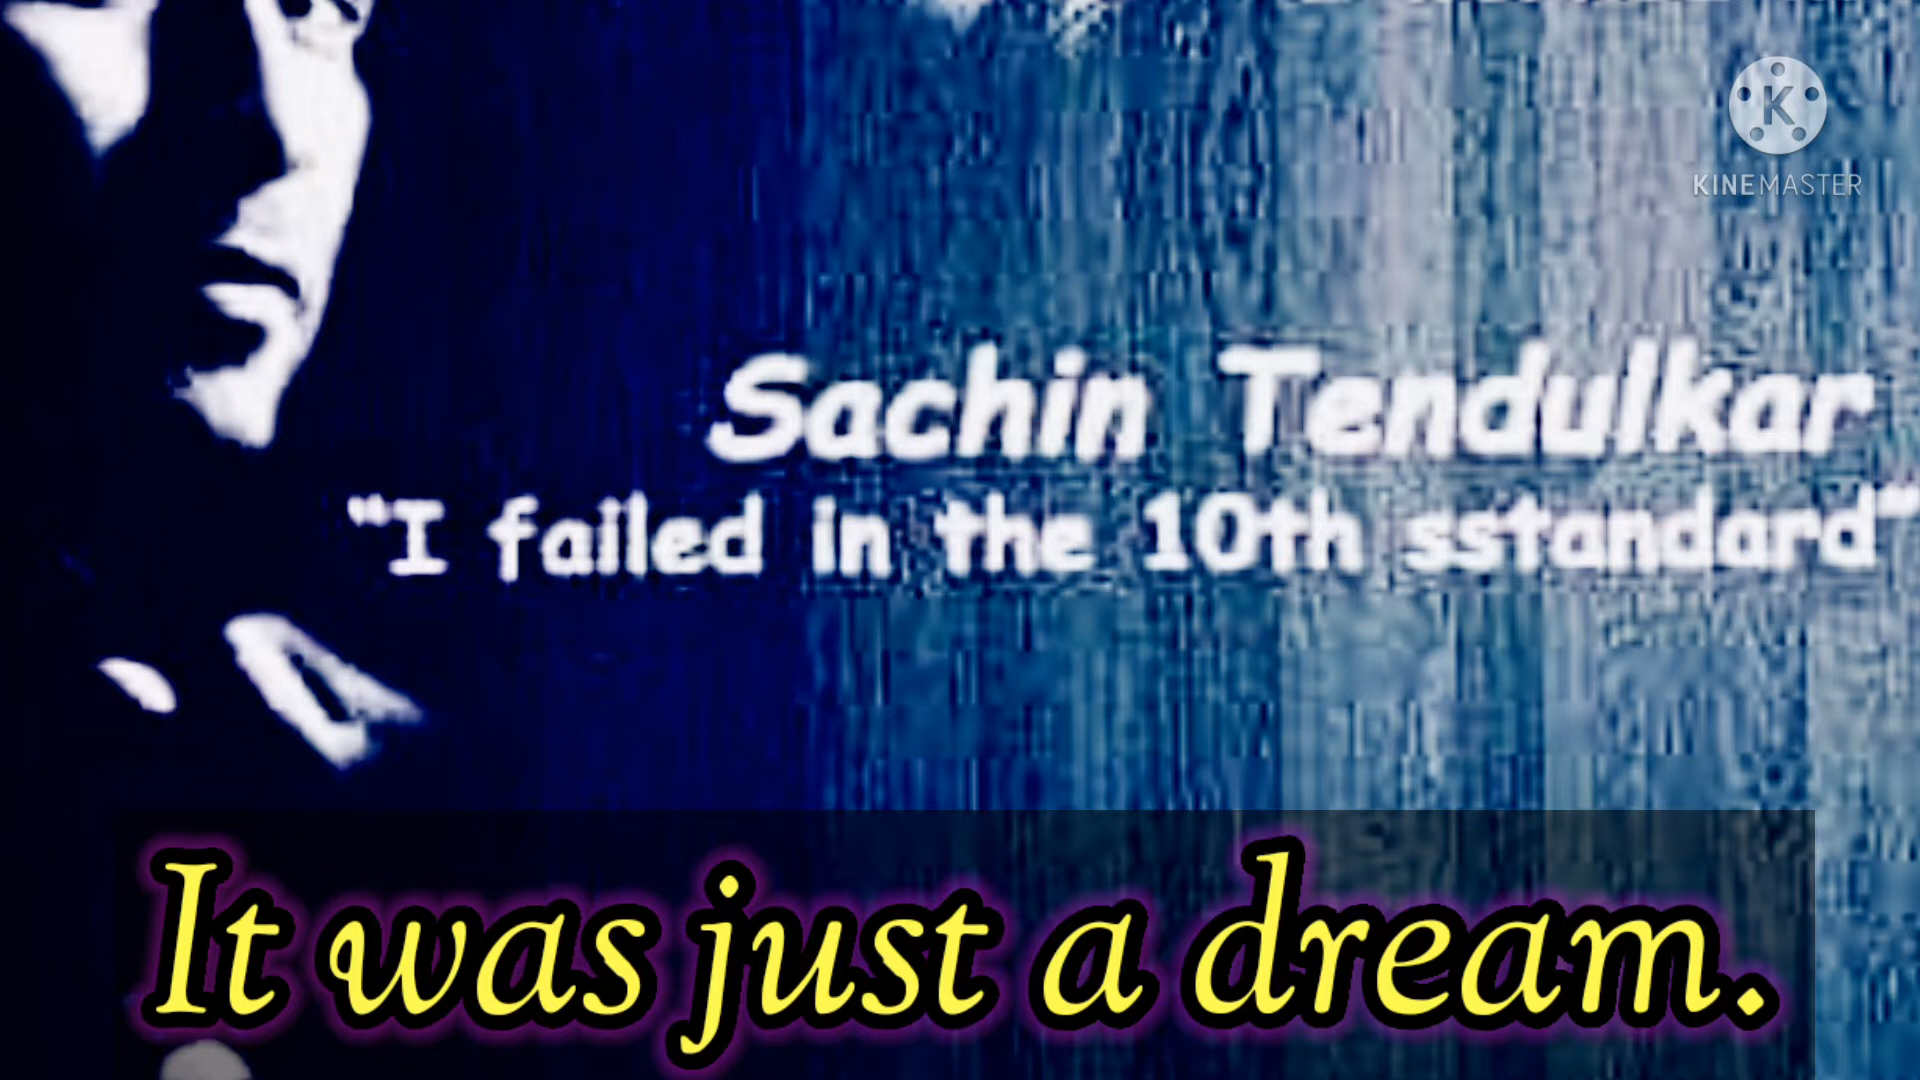 KINEMASTER
Sachin Tendulkar
"I failed in the 10th sstandard"
It was just a dream.